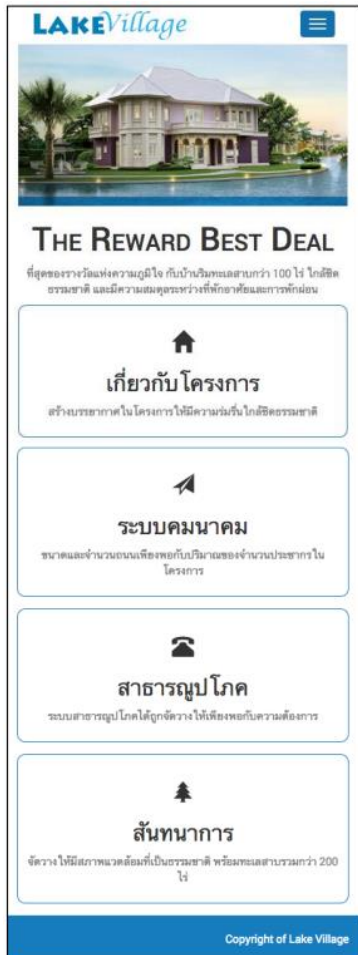 LAKEVillage
THE REWARD BEST DEAL
ที่สุดของรางวัลแห่งความภูมิใจ กับบ้านริมทะเลสาบกว่า 100 ไร่ ใกล้ชิด
ธรรมชาติ และมีความสมดุลระหว่างที่พักอาศัยและการพักผ่อน
เกี่ยวกับโครงการ
สร้างบรรยากาศในโครงการให้มีความร่มรื่นใกล้ชิดธรรมชาติ
ระบบคมนาคม
ขนาดและจำนวนถนนเพียงพอกับปริมาณของจำนวนประชากรใน
โครงการ
สาธารณูปโภค
ระบบสาธารณูปโภคได้ถูกจัดวางให้เพียงพอกับความต้องการ
สันทนาการ
จัดวางให้มีสภาพแวดล้อมที่เป็นธรรมชาติ พร้อมทะเลสาบรวมกว่า 200
ไร่
Copyright of Lake Village